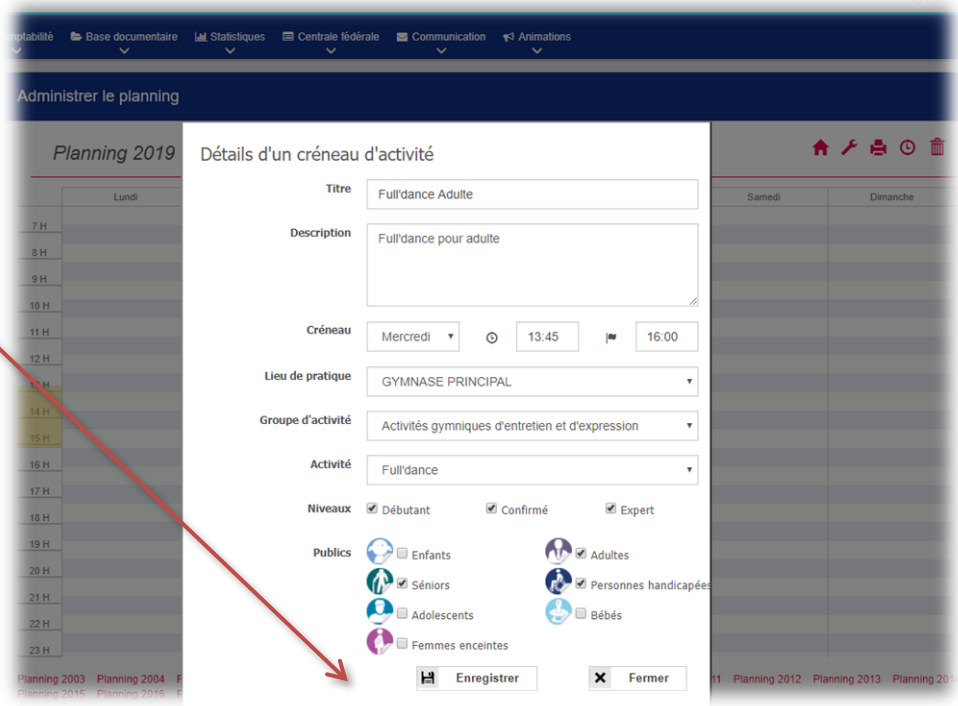 Base documentaire Statistiques Centrale fédérale Communication Animations
Administrer le planning
Planning 2019
Lundi
Samedi
Dimanche
7 H
8 H
9 H
10 H
11 H
12 H
14 H
15 H
16 H
17 H
18 H
19 H
20 H
21 H
22 H
23 H
Détails d'un créneau d'activité
Titre Full'dance Adulte
Description Full'dance pour adulte
Créneau Mercredi 13:45 16:00
Lieu de pratique GYMNASE PRINCIPAL
Groupe d'activité Activités gymniques d'entretien et d'expression
Activité Full'dance
Niveaux Débutant Confirmé Expert
Publics Enfants Adultes
Séniors Personnes handicapées
Adolescents Bébés
Femmes enceintes
Enregistrer Fermer
Planning 2003 Planning 2004 Planning 2012 Planning 2013
Planning 2015 Planning 2016